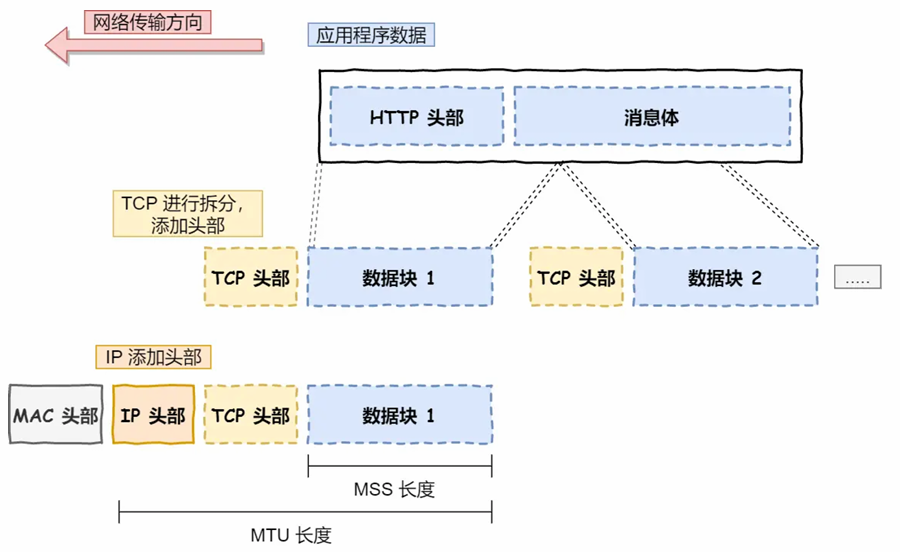 网络传输方向
应用程序数据
HTTP 头部
消息体
TCP 进行拆分，
添加头部
TCP 头部
数据块 1
TCP 头部
数据块 2
.....
IP 添加头部
MAC 头部
IP 头部
TCP 头部
数据块 1
MSS 长度
MTU 长度